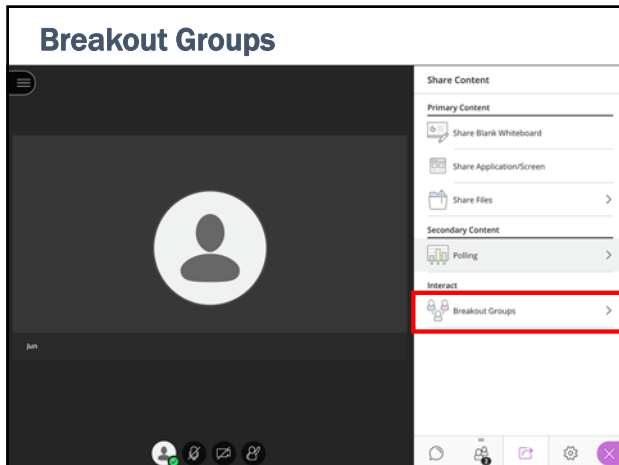 Breakout Groups
Share Content
Primary Content
Share Blank Whiteboard
Share Application/Screen
Share Files
Secondary Content
Polling
Interact
Breakout Groups
Jun
2